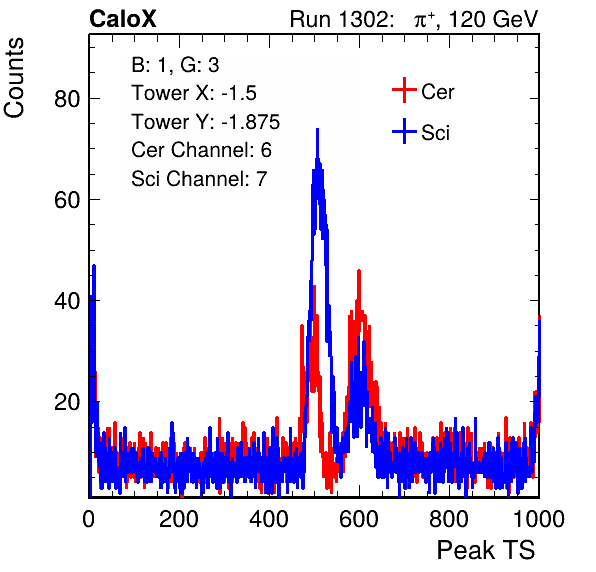 CaloX Run 1302: π⁺, 120 GeV
Counts
B: 1, G: 3
Tower X: -1.5
Tower Y: -1.875
Cer Channel: 6
Sci Channel: 7
Cer
Sci
80
60
40
20
0 200 400 600 800 1000
Peak TS